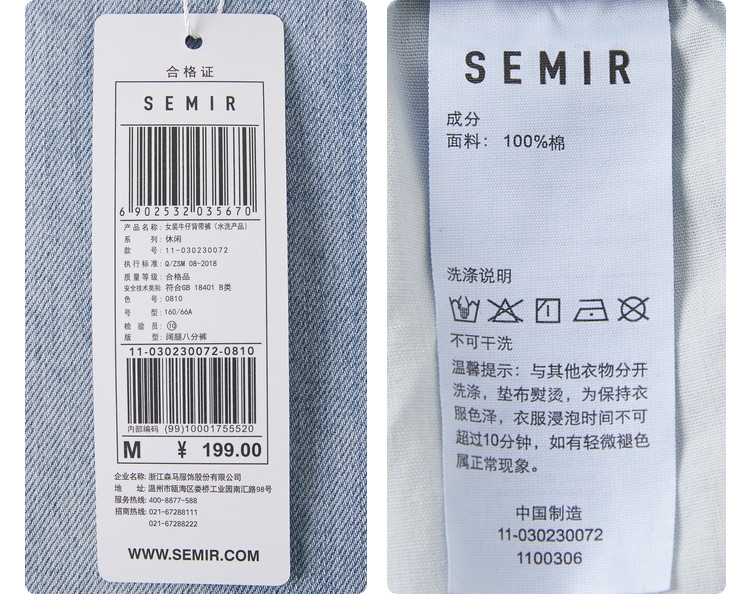 合格证
SEMIR
6 902532 035670
产品名称: 女装牛仔背带裤(水洗产品)
系 列: 休闲
款 号: 11-030230072
执行标准: Q/ZSM 08-2018
质量等级: 合格品
安全技术类别: 符合GB 18401 B类
色 号: 0810
号 型: 160/66A
检 验 员: ⑩
版 型: 阔腿八分裤
11-030230072-0810
内部编码 (99)10001755520
M ¥ 199.00
企业名称: 浙江森马服饰股份有限公司
地 址: 温州市瓯海区娄桥工业园南汇路98号
服务热线: 400-8877-588
招商热线: 021-67288111
021-67288222
WWW.SEMIR.COM
SEMIR
成分
面料: 100%棉
洗涤说明
不可干洗
温馨提示: 与其他衣物分开
洗涤，垫布熨烫，为保持衣
服色泽，衣服浸泡时间不可
超过10分钟，如有轻微褪色
属正常现象。
中国制造
11-030230072
1100306